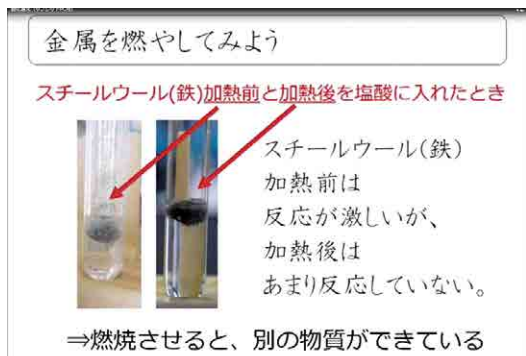 金属を燃やしてみよう
スチールウール(鉄)加熱前と加熱後を塩酸に入れたとき
スチールウール(鉄)
加熱前は
反応が激しいが、
加熱後は
あまり反応していない。
⇒燃焼させると、別の物質ができている